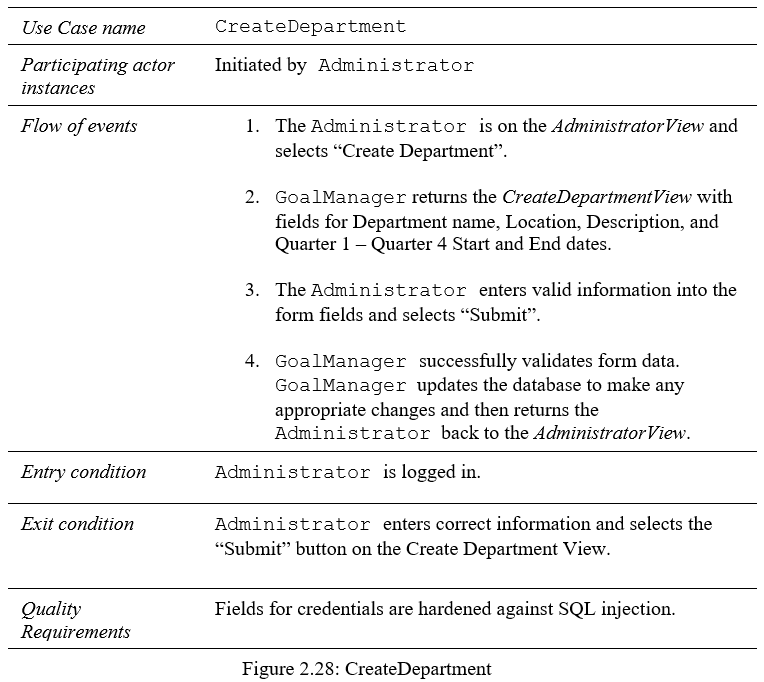 Use Case name CreateDepartment
Participating actor Initiated by Administrator
instances
Flow of events 1. The Administrator is on the AdministratorView and
selects “Create Department”.
2. GoalManager returns the CreateDepartmentView with
fields for Department name, Location, Description, and
Quarter 1 – Quarter 4 Start and End dates.
3. The Administrator enters valid information into the
form fields and selects “Submit”.
4. GoalManager successfully validates form data.
GoalManager updates the database to make any
appropriate changes and then returns the
Administrator back to the AdministratorView.
Entry condition Administrator is logged in.
Exit condition Administrator enters correct information and selects the
“Submit” button on the Create Department View.
Quality Fields for credentials are hardened against SQL injection.
Requirements
Figure 2.28: CreateDepartment